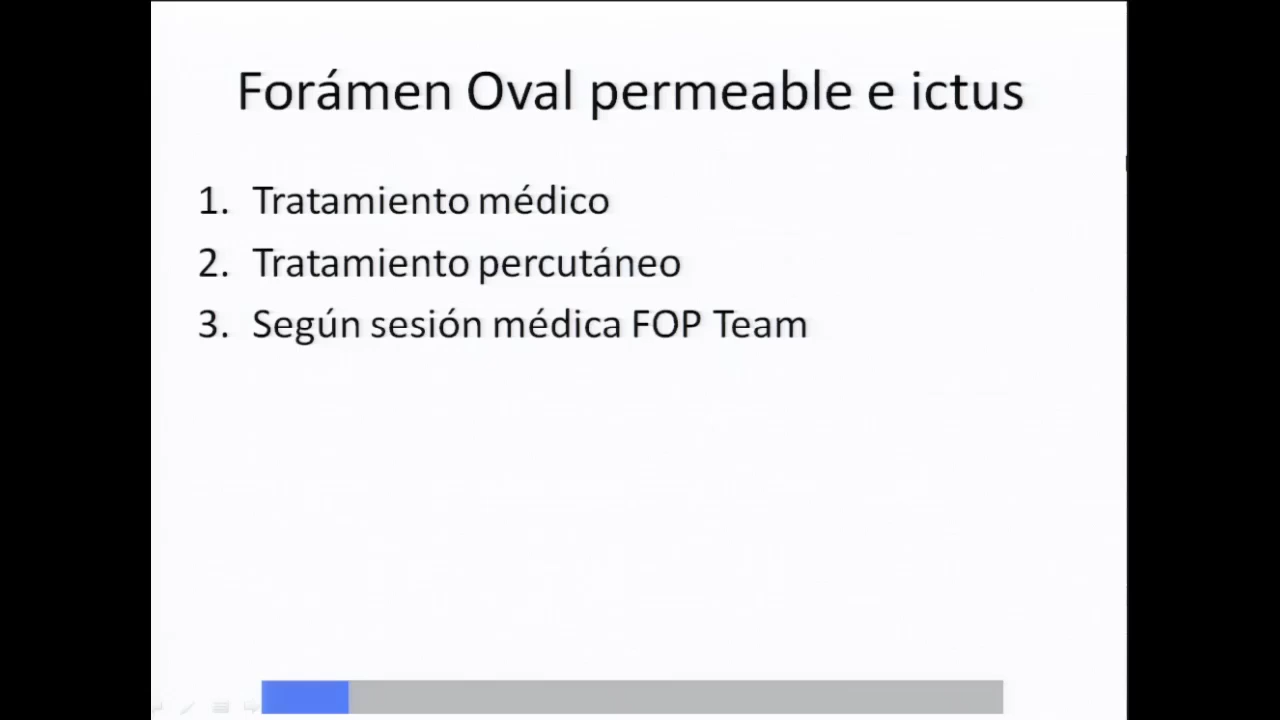 Forámen Oval permeable e ictus
1. Tratamiento médico
2. Tratamiento percutáneo
3. Según sesión médica FOP Team